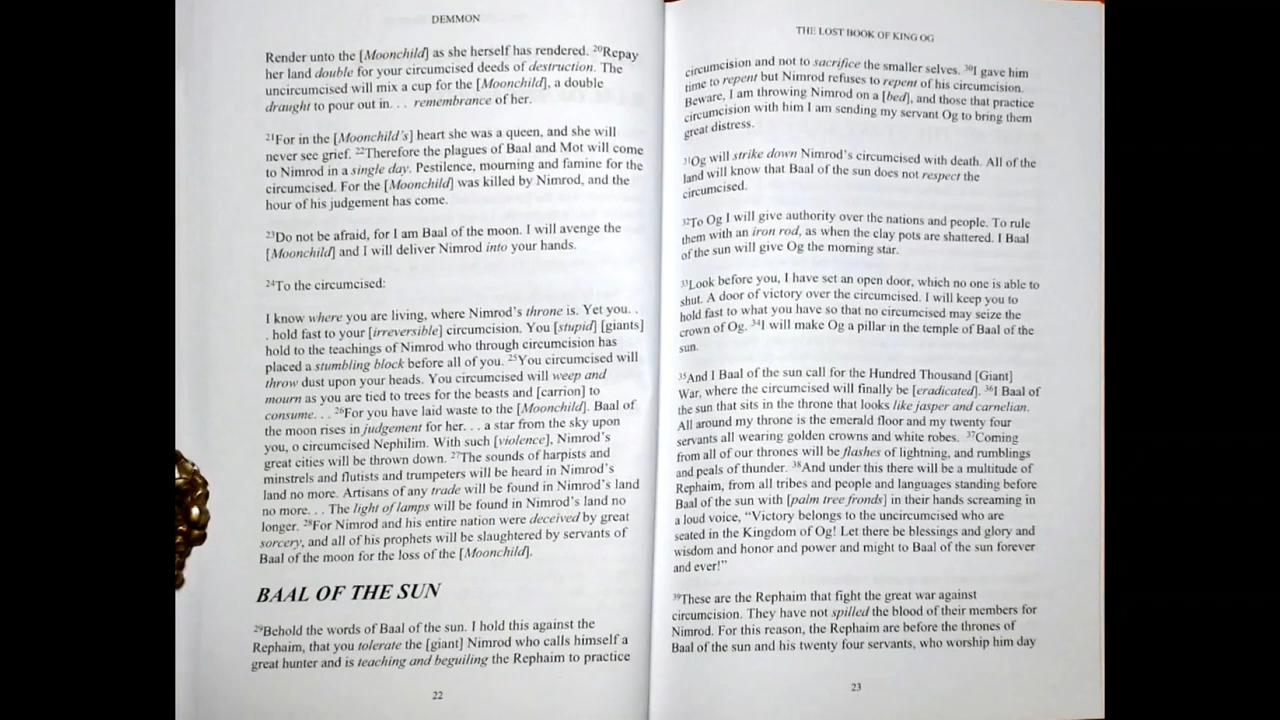 DEMMON
Render unto the [Moonchild] as she herself has rendered. ²⁰Repay
her land double for your circumcised deeds of destruction. The
uncircumcised will mix a cup for the [Moonchild], a double
draught to pour out in. . . remembrance of her.
²¹For in the [Moonchild's] heart she was a queen, and she will
never see grief. ²²Therefore the plagues of Baal and Mot will come
to Nimrod in a single day. Pestilence, mourning and famine for the
circumcised. For the [Moonchild] was killed by Nimrod, and the
hour of his judgement has come.
²³Do not be afraid, for I am Baal of the moon. I will avenge the
[Moonchild] and I will deliver Nimrod into your hands.
²⁴To the circumcised:
I know where you are living, where Nimrod's throne is. Yet you. .
. hold fast to your [irreversible] circumcision. You [stupid] [giants]
hold to the teachings of Nimrod who through circumcision has
placed a stumbling block before all of you. ²⁵You circumcised will
throw dust upon your heads. You circumcised will weep and
mourn as you are tied to trees for the beasts and [carrion] to
consume. . . ²⁶For you have laid waste to the [Moonchild]. Baal of
the moon rises in judgement for her. . . a star from the sky upon
you, o circumcised Nephilim. With such [violence], Nimrod's
great cities will be thrown down. ²⁷The sounds of harpists and
minstrels and flutists and trumpeters will be heard in Nimrod's
land no more. Artisans of any trade will be found in Nimrod's land
no more. . . The light of lamps will be found in Nimrod's land no
longer. ²⁸For Nimrod and his entire nation were deceived by great
sorcery, and all of his prophets will be slaughtered by servants of
Baal of the moon for the loss of the [Moonchild].
BAAL OF THE SUN
²⁹Behold the words of Baal of the sun. I hold this against the
Rephaim, that you tolerate the [giant] Nimrod who calls himself a
great hunter and is teaching and beguiling the Rephaim to practice
22
THE LOST BOOK OF KING OG
circumcision and not to sacrifice the smaller selves. ³⁰I gave him
time to repent but Nimrod refuses to repent of his circumcision.
Beware, I am throwing Nimrod on a [bed], and those that practice
circumcision with him I am sending my servant Og to bring them
great distress.
³¹Og will strike down Nimrod's circumcised with death. All of the
land will know that Baal of the sun does not respect the
circumcised.
³²To Og I will give authority over the nations and people. To rule
them with an iron rod, as when the clay pots are shattered. I Baal
of the sun will give Og the morning star.
³³Look before you, I have set an open door, which no one is able to
shut. A door of victory over the circumcised. I will keep you to
hold fast to what you have so that no circumcised may seize the
crown of Og. ³⁴I will make Og a pillar in the temple of Baal of the
sun.
³⁵And I Baal of the sun call for the Hundred Thousand [Giant]
War, where the circumcised will finally be [eradicated]. ³⁶I Baal of
the sun that sits in the throne that looks like jasper and carnelian.
All around my throne is the emerald floor and my twenty four
servants all wearing golden crowns and white robes. ³⁷Coming
from all of our thrones will be flashes of lightning, and rumblings
and peals of thunder. ³⁸And under this there will be a multitude of
Rephaim, from all tribes and people and languages standing before
Baal of the sun with [palm tree fronds] in their hands screaming in
a loud voice, “Victory belongs to the uncircumcised who are
seated in the Kingdom of Og! Let there be blessings and glory and
wisdom and honor and power and might to Baal of the sun forever
and ever!”
³⁹These are the Rephaim that fight the great war against
circumcision. They have not spilled the blood of their members for
Nimrod. For this reason, the Rephaim are before the thrones of
Baal of the sun and his twenty four servants, who worship him day
23